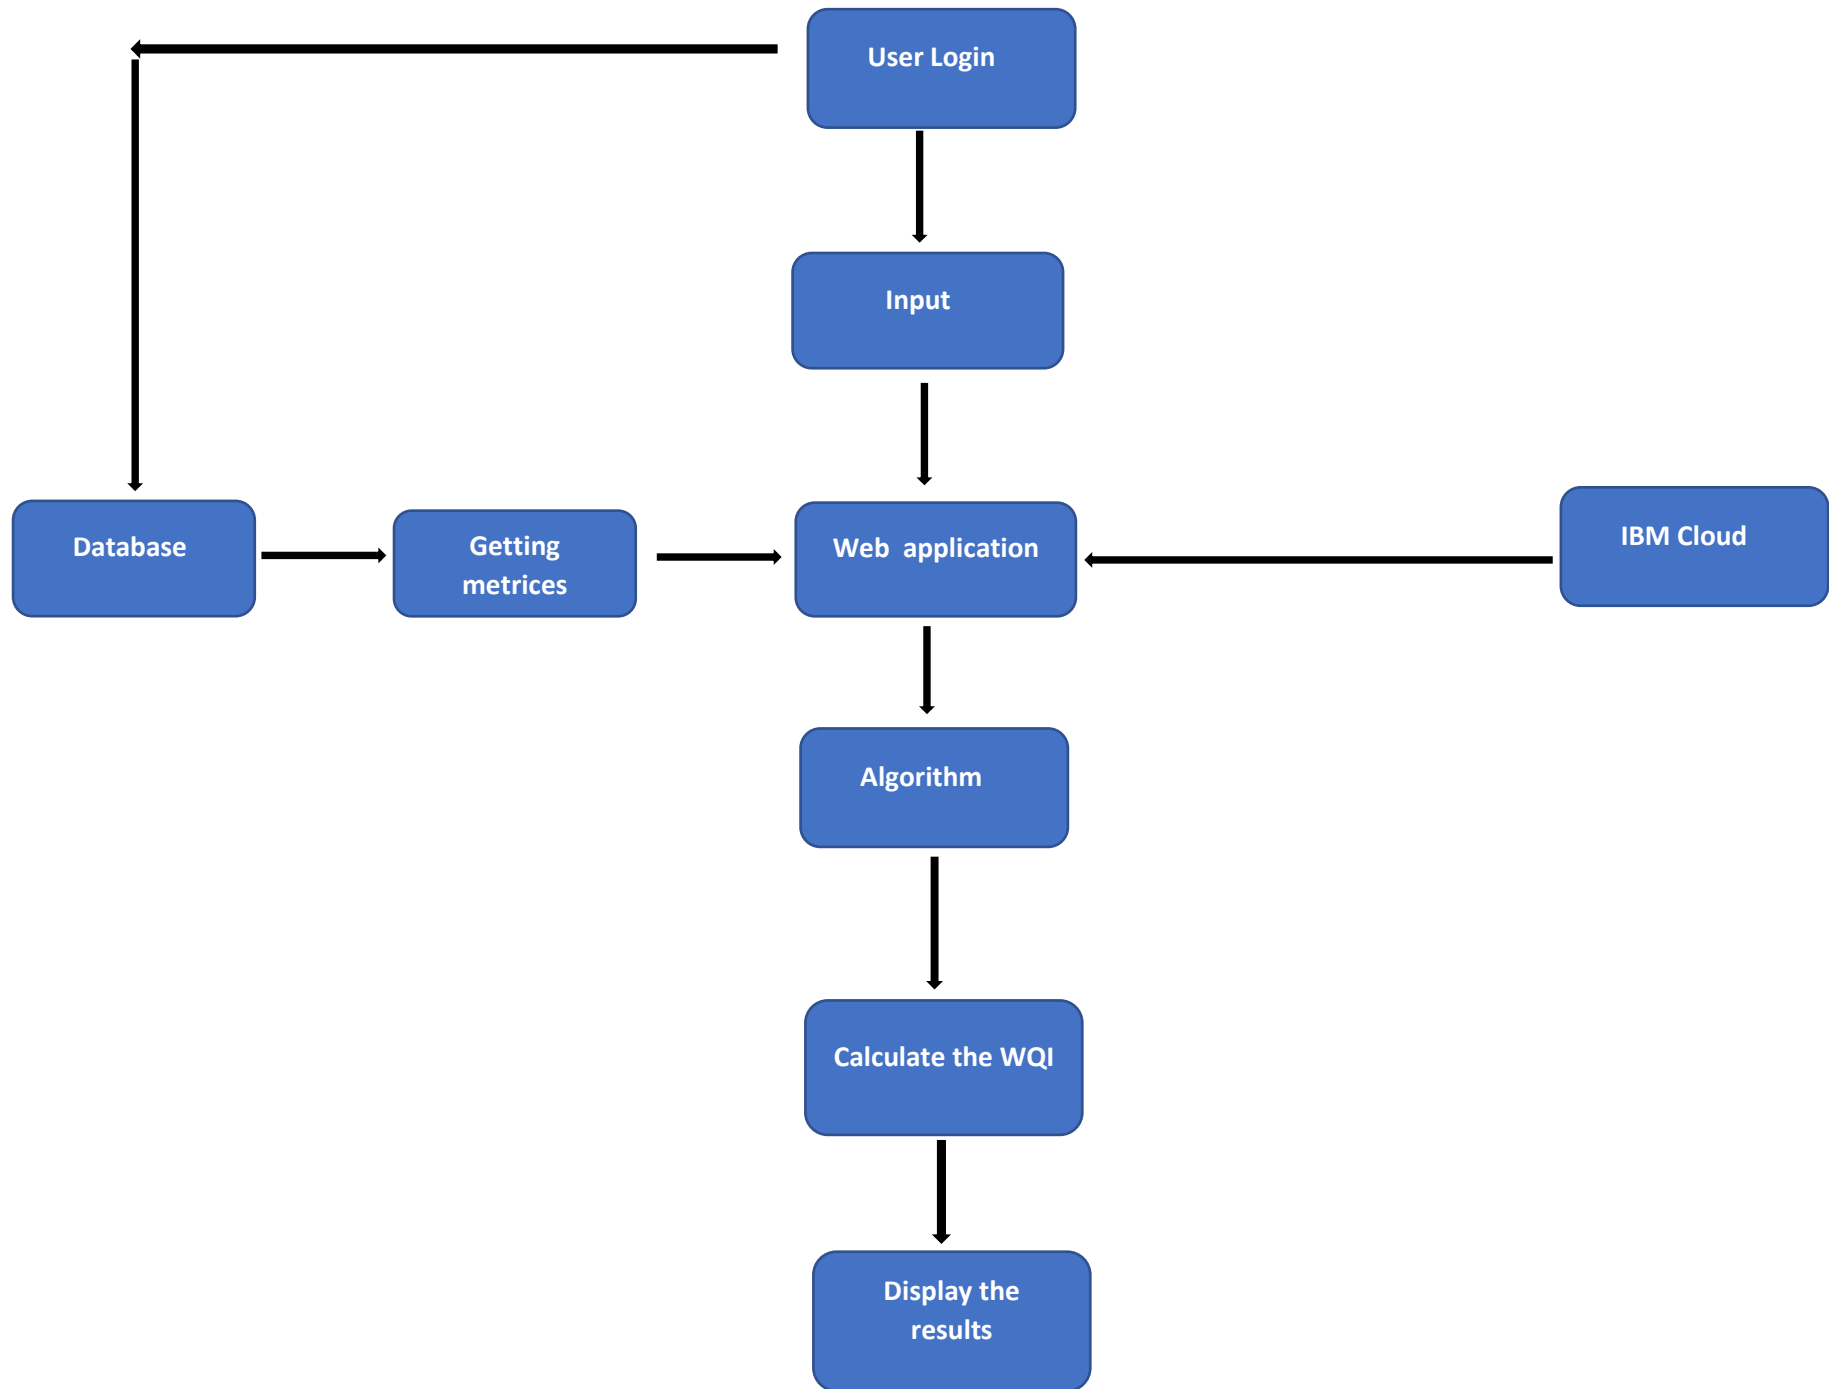 User Login
Input
Database
Getting
metrices
Web  application
IBM Cloud
Algorithm
Calculate the WQI
Display the
results